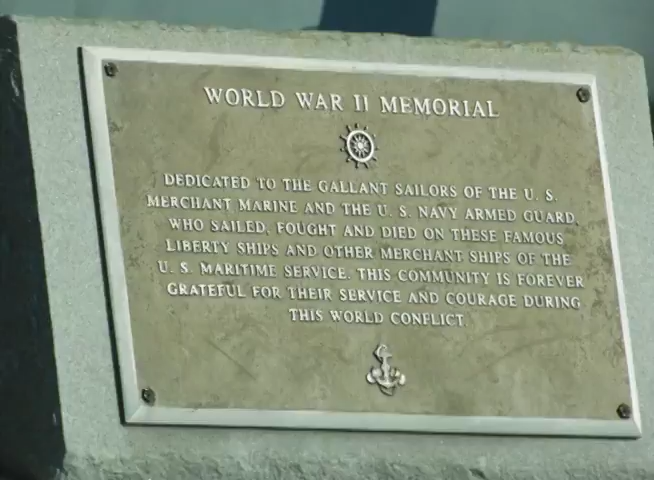 WORLD WAR II MEMORIAL
DEDICATED TO THE GALLANT SAILORS OF THE U. S.
MERCHANT MARINE AND THE U. S. NAVY ARMED GUARD,
WHO SAILED, FOUGHT AND DIED ON THESE FAMOUS
LIBERTY SHIPS AND OTHER MERCHANT SHIPS OF THE
U. S. MARITIME SERVICE. THIS COMMUNITY IS FOREVER
GRATEFUL FOR THEIR SERVICE AND COURAGE DURING
THIS WORLD CONFLICT.